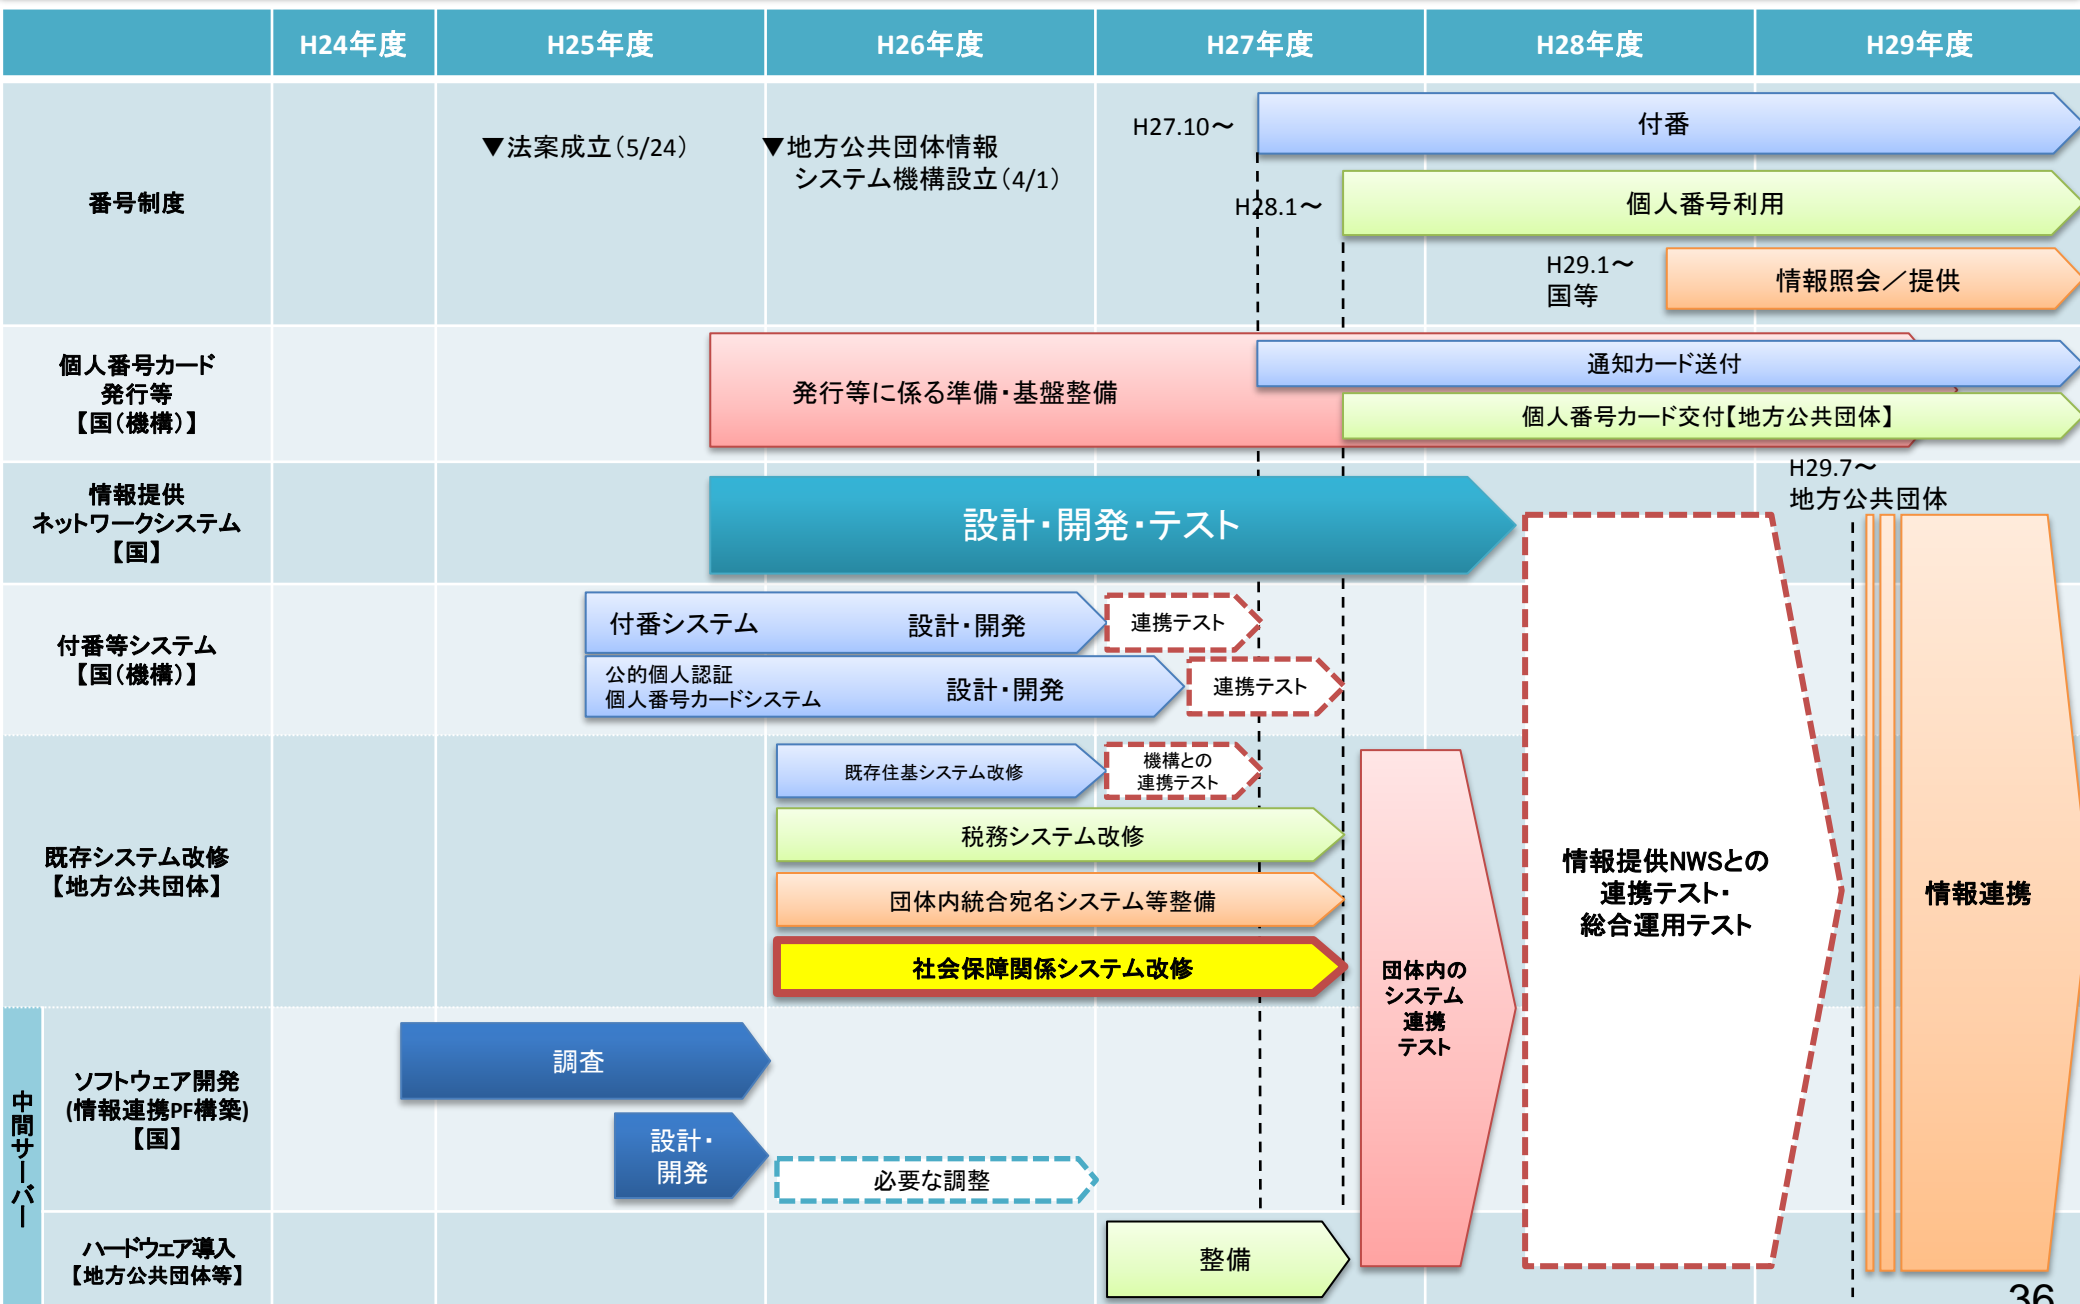 H24年度
H25年度
H26年度
H27年度
H28年度
H29年度
番号制度
▼法案成立(5/24)
▼地方公共団体情報
システム機構設立(4/1)
H27.10～
付番
H28.1～
個人番号利用
H29.1～
国等
情報照会／提供
個人番号カード
発行等
【国(機構)】
発行等に係る準備・基盤整備
通知カード送付
個人番号カード交付【地方公共団体】
情報提供
ネットワークシステム
【国】
設計・開発・テスト
H29.7～
地方公共団体
付番等システム
【国(機構)】
付番システム 設計・開発
連携テスト
公的個人認証
個人番号カードシステム
設計・開発
連携テスト
既存システム改修
【地方公共団体】
既存住基システム改修
機構との
連携テスト
税務システム改修
団体内統合宛名システム等整備
社会保障関係システム改修
団体内の
システム
連携
テスト
情報提供NWSとの
連携テスト・
総合運用テスト
情報連携
中間サーバー
ソフトウェア開発
(情報連携PF構築)
【国】
調査
設計・
開発
必要な調整
ハードウェア導入
【地方公共団体等】
整備
36